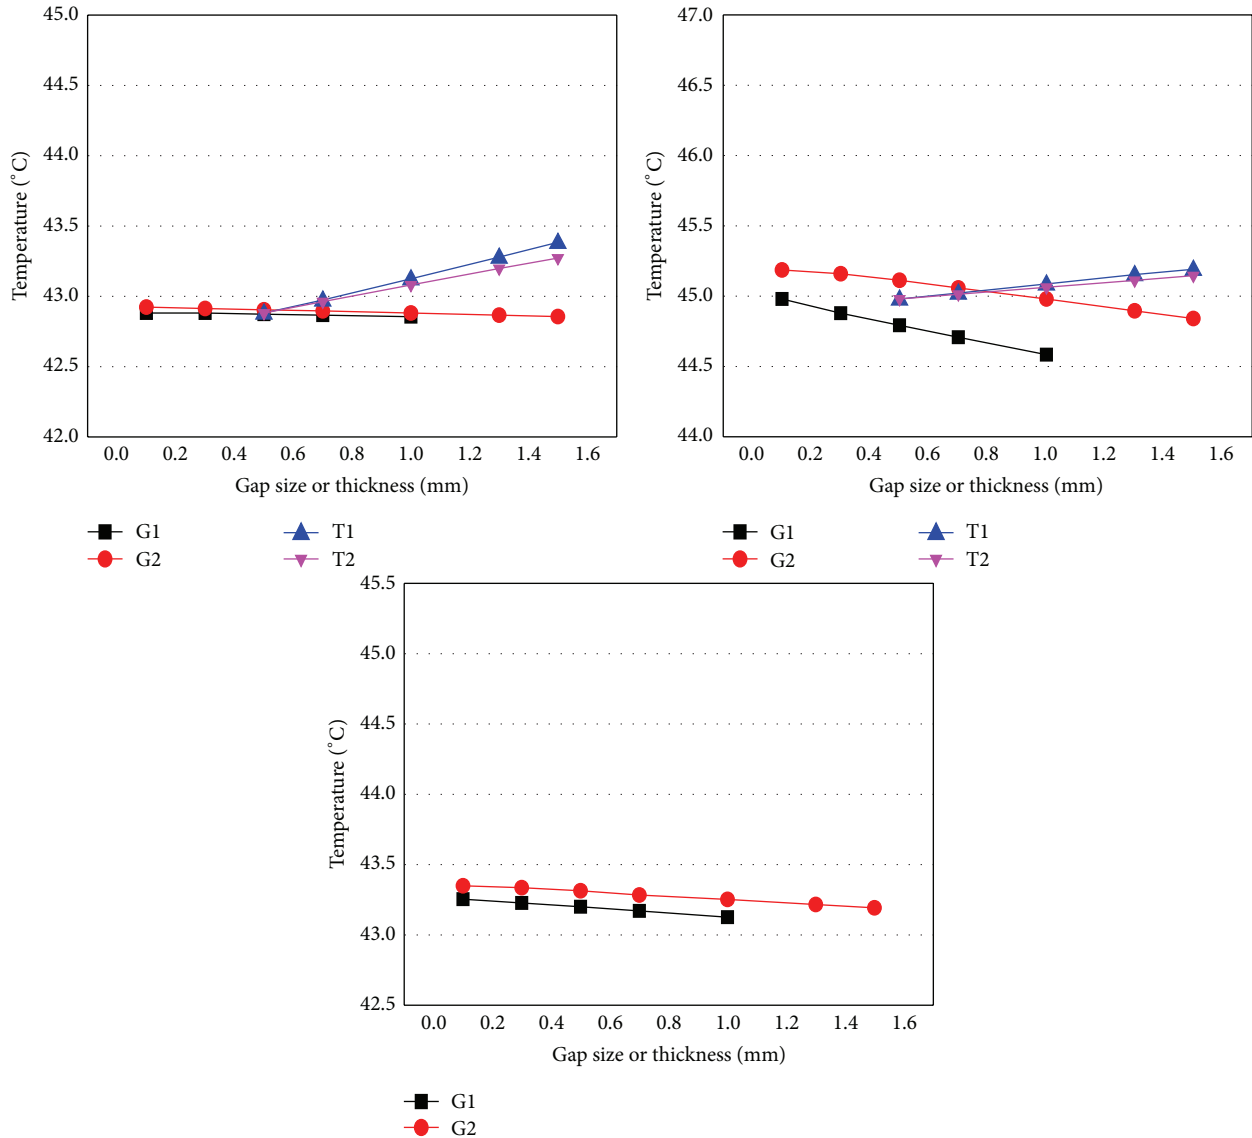 45.0
44.5
44.0
43.5
43.0
42.5
42.0
Temperature (°C)
0.0 0.2 0.4 0.6 0.8 1.0 1.2 1.4 1.6
Gap size or thickness (mm)
G1 T1
G2 T2
47.0
46.5
46.0
45.5
45.0
44.5
44.0
Temperature (°C)
0.0 0.2 0.4 0.6 0.8 1.0 1.2 1.4 1.6
Gap size or thickness (mm)
G1 T1
G2 T2
45.5
45.0
44.5
44.0
43.5
43.0
42.5
Temperature (°C)
0.0 0.2 0.4 0.6 0.8 1.0 1.2 1.4 1.6
Gap size or thickness (mm)
G1
G2